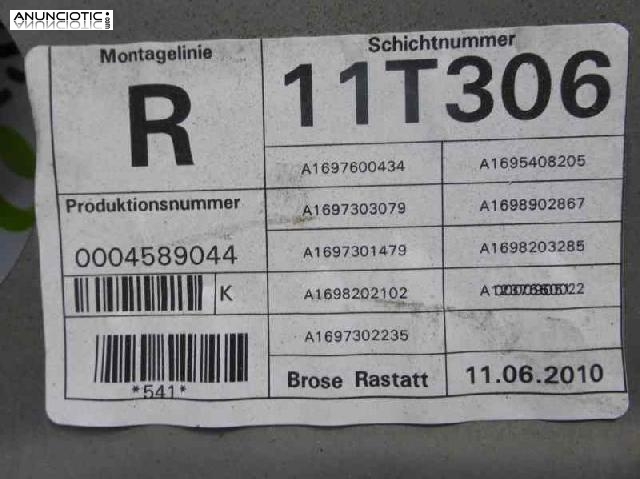 ANUNCIOTIC
Montagelinie
R
Schichtnummer
11T306
Produktionsnummer
0004589044
K
*541*
A1697600434 A1695408205
A1697303079 A1698902867
A1697301479 A1698203285
A1698202102
A1697302235
Brose Rastatt 11.06.2010